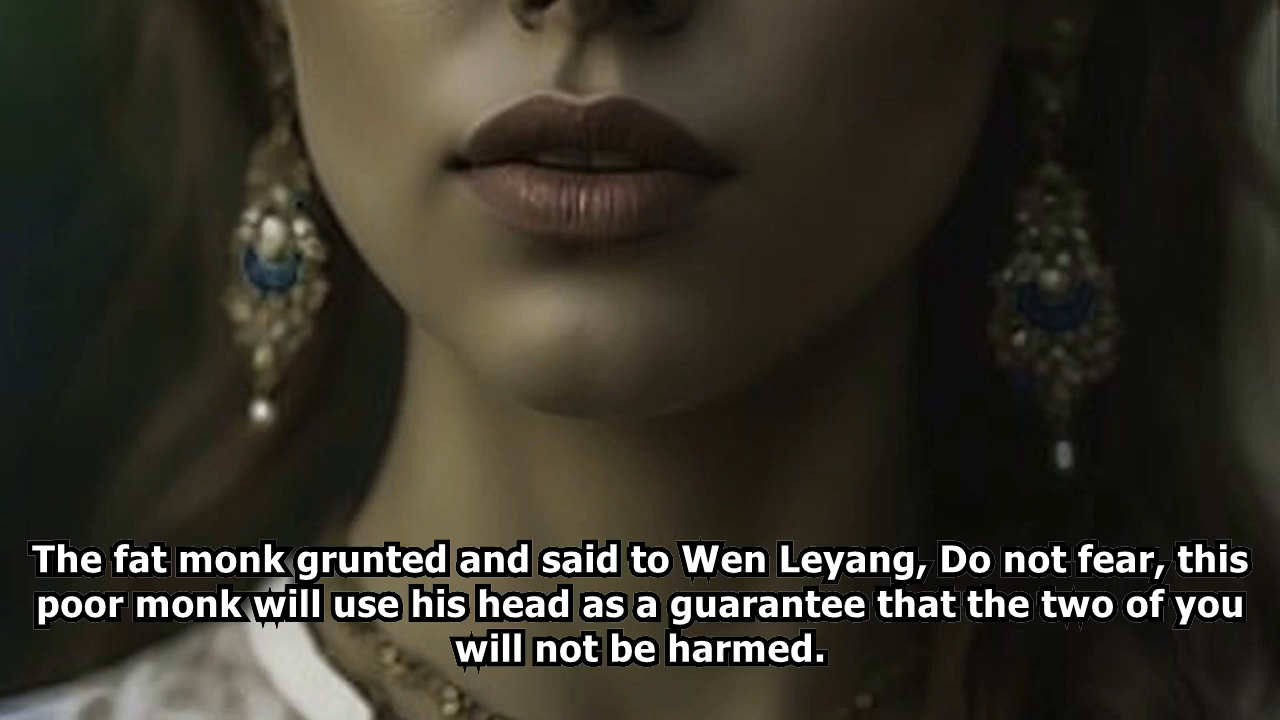 The fat monk grunted and said to Wen Leyang, Do not fear, this
poor monk will use his head as a guarantee that the two of you
will not be harmed.